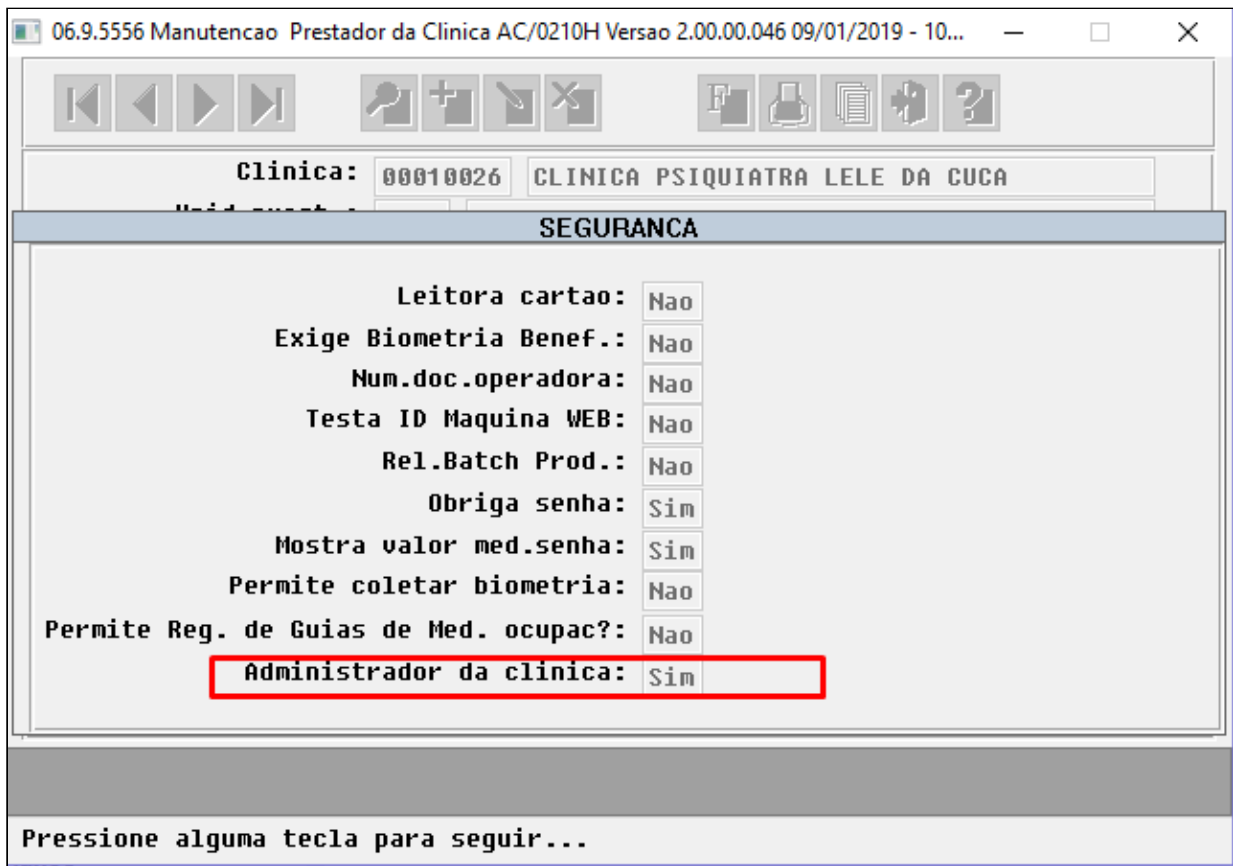 06.9.5556 Manutencao Prestador da Clinica AC/0210H Versao 2.00.00.046 09/01/2019 - 10...
F ?
Clinica: 00010026 CLINICA PSIQUIATRA LELE DA CUCA
SEGURANCA
Leitora cartao: Nao
Exige Biometria Benef.: Nao
Num.doc.operadora: Nao
Testa ID Maquina WEB: Nao
Rel.Batch Prod.: Nao
Obriga senha: Sim
Mostra valor med.senha: Sim
Permite coletar biometria: Nao
Permite Reg. de Guias de Med. ocupac?: Nao
Administrador da clinica: Sim
Pressione alguma tecla para seguir...